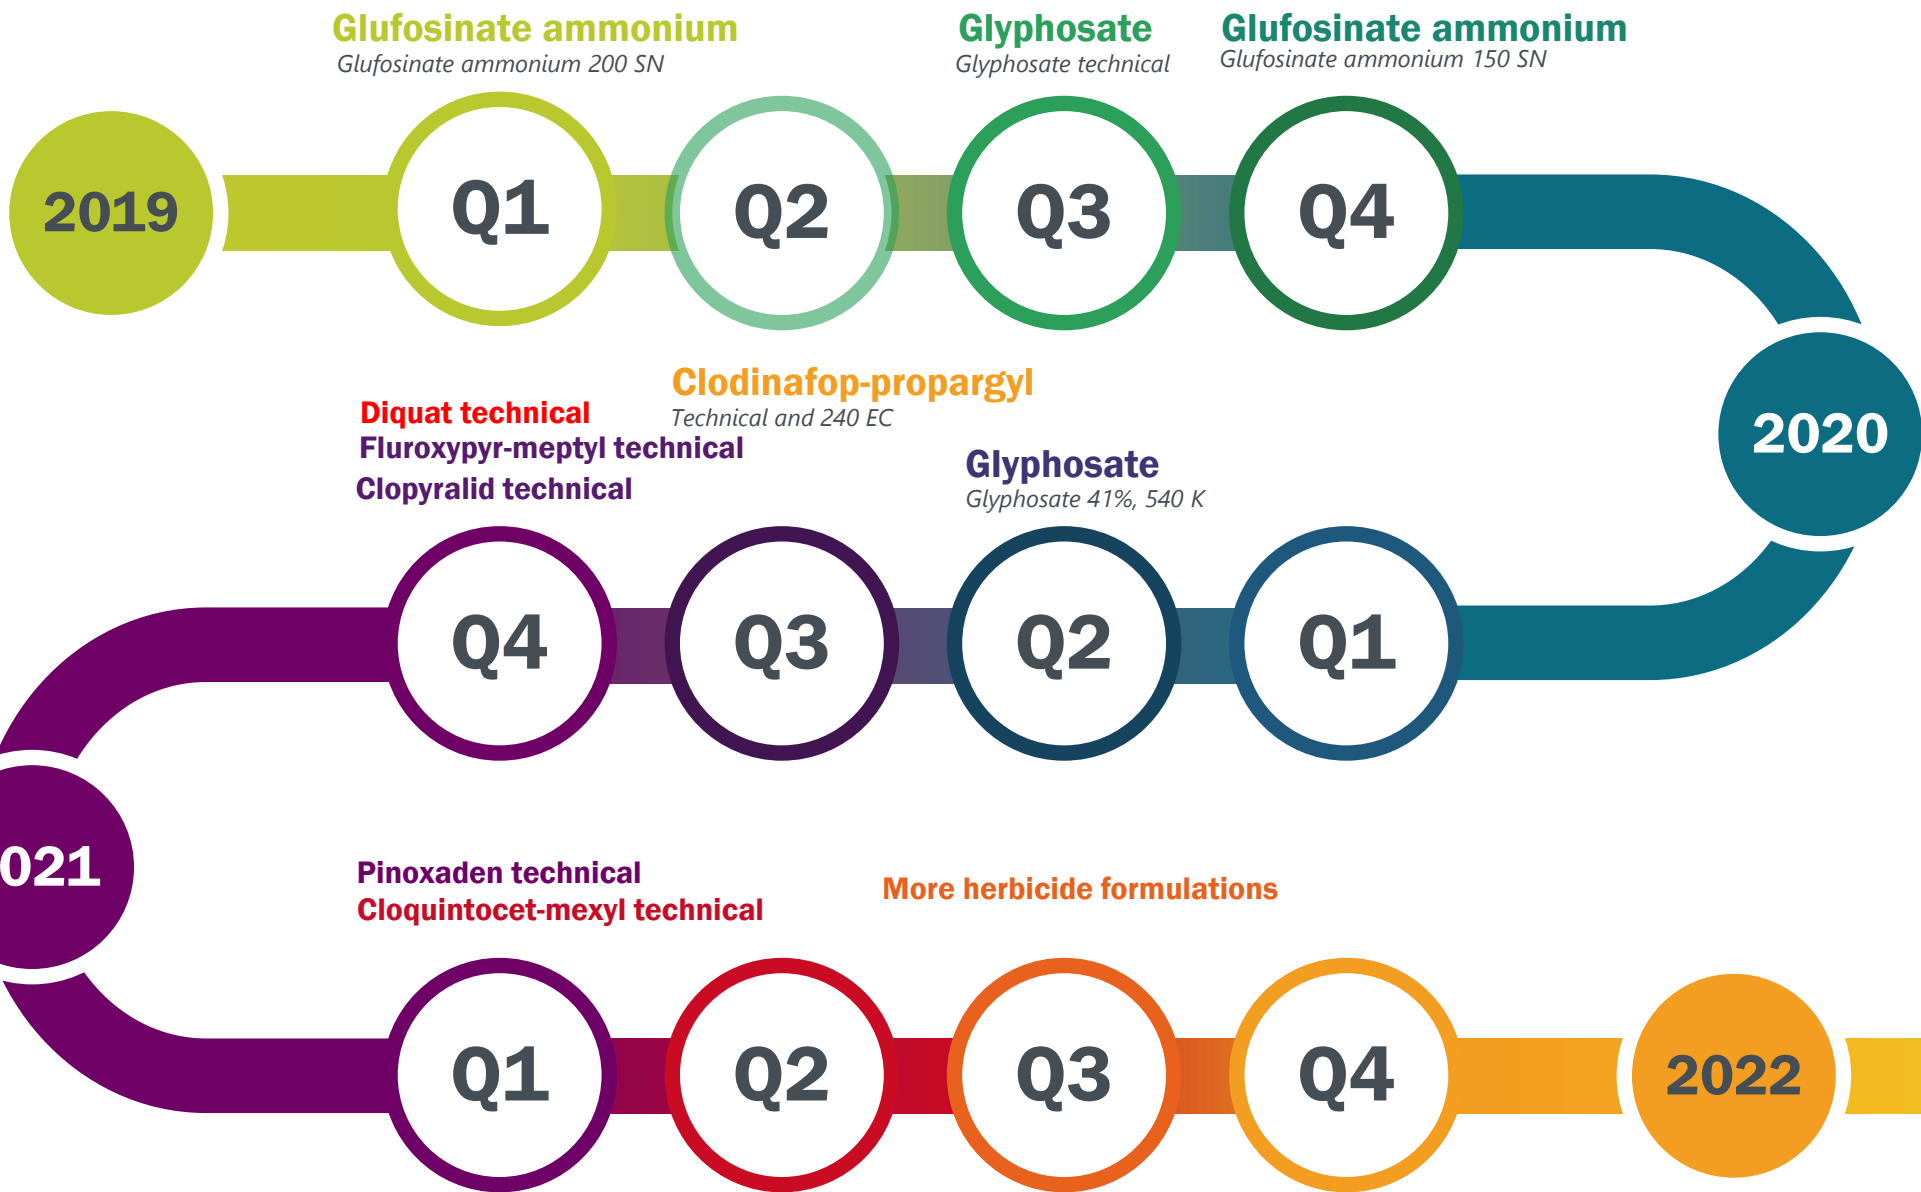 Glufosinate ammonium
Glufosinate ammonium 200 SN
Glyphosate
Glyphosate technical
Glufosinate ammonium
Glufosinate ammonium 150 SN
2019
Q1
Q2
Q3
Q4
2020
Diquat technical
Fluroxypyr-meptyl technical
Clopyralid technical
Clodinafop-propargyl
Technical and 240 EC
Glyphosate
Glyphosate 41%, 540 K
Q4
Q3
Q2
Q1
021
Pinoxaden technical
Cloquintocet-mexyl technical
More herbicide formulations
Q1
Q2
Q3
Q4
2022